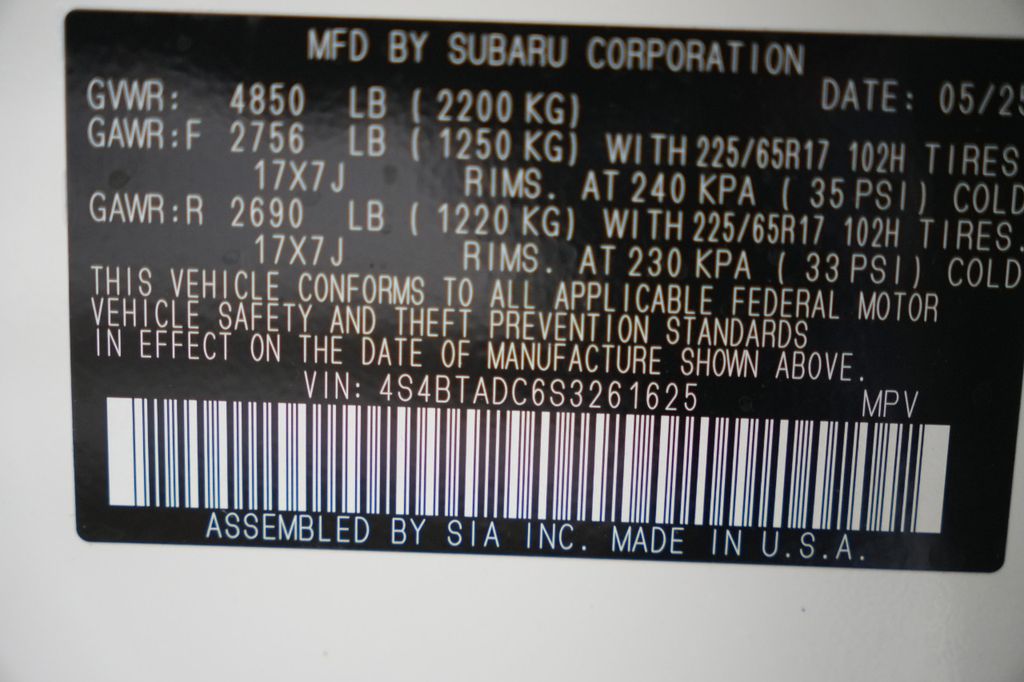 MFD BY SUBARU CORPORATION
DATE: 05/25
GVWR: 4850 LB ( 2200 KG)
GAWR:F 2756 LB ( 1250 KG) WITH 225/65R17 102H TIRES
17X7J RIMS. AT 240 KPA ( 35 PSI) COLD
GAWR:R 2690 LB ( 1220 KG) WITH 225/65R17 102H TIRES.
17X7J RIMS. AT 230 KPA ( 33 PSI) COLD
THIS VEHICLE CONFORMS TO ALL APPLICABLE FEDERAL MOTOR
VEHICLE SAFETY AND THEFT PREVENTION STANDARDS
IN EFFECT ON THE DATE OF MANUFACTURE SHOWN ABOVE.
VIN: 4S4BTADC6S3261625 MPV
ASSEMBLED BY SIA INC. MADE IN U.S.A.